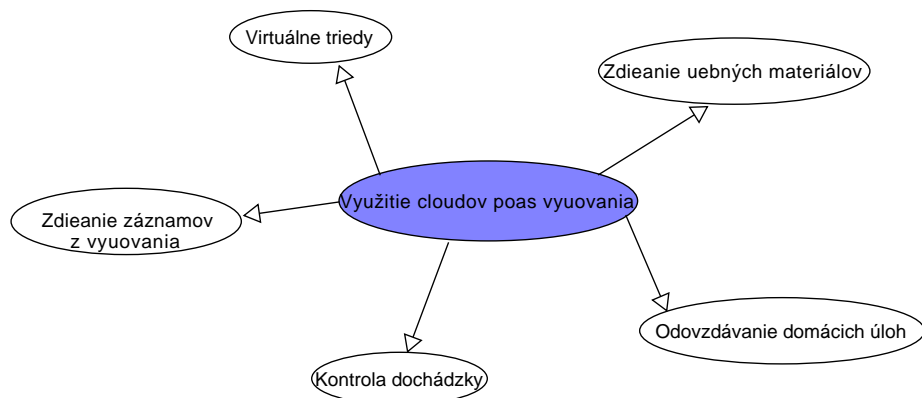 Virtuálne triedy
Zdieanie uebných materiálov
Využitie cloudov poas vyuovania
Zdieanie záznamov
z vyuovania
Odovzdávanie domácich úloh
Kontrola dochádzky